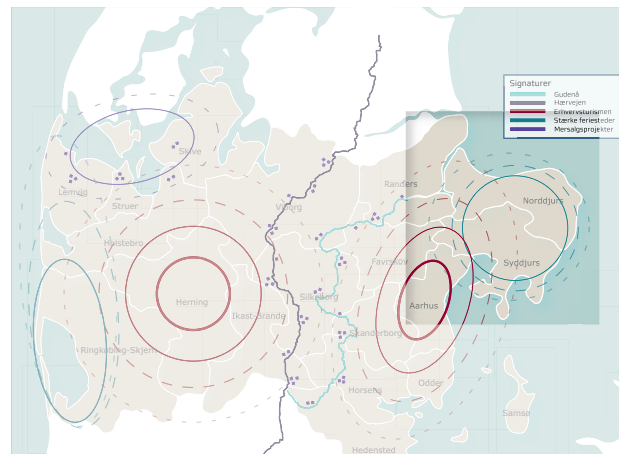 Signaturer
Gudenå
Hærvejen
Erhvervsturismen
Stærke feriesteder
Mersalgsprojekter
Skive
Lemvig
Struer
Holstebro
Viborg
Randers
Norddjurs
Syddjurs
Favrskov
Herning
Ikast-Brande
Silkeborg
Aarhus
Skanderborg
Ringkøbing-Skjern
Odder
Horsens
Samsø
Hedensted